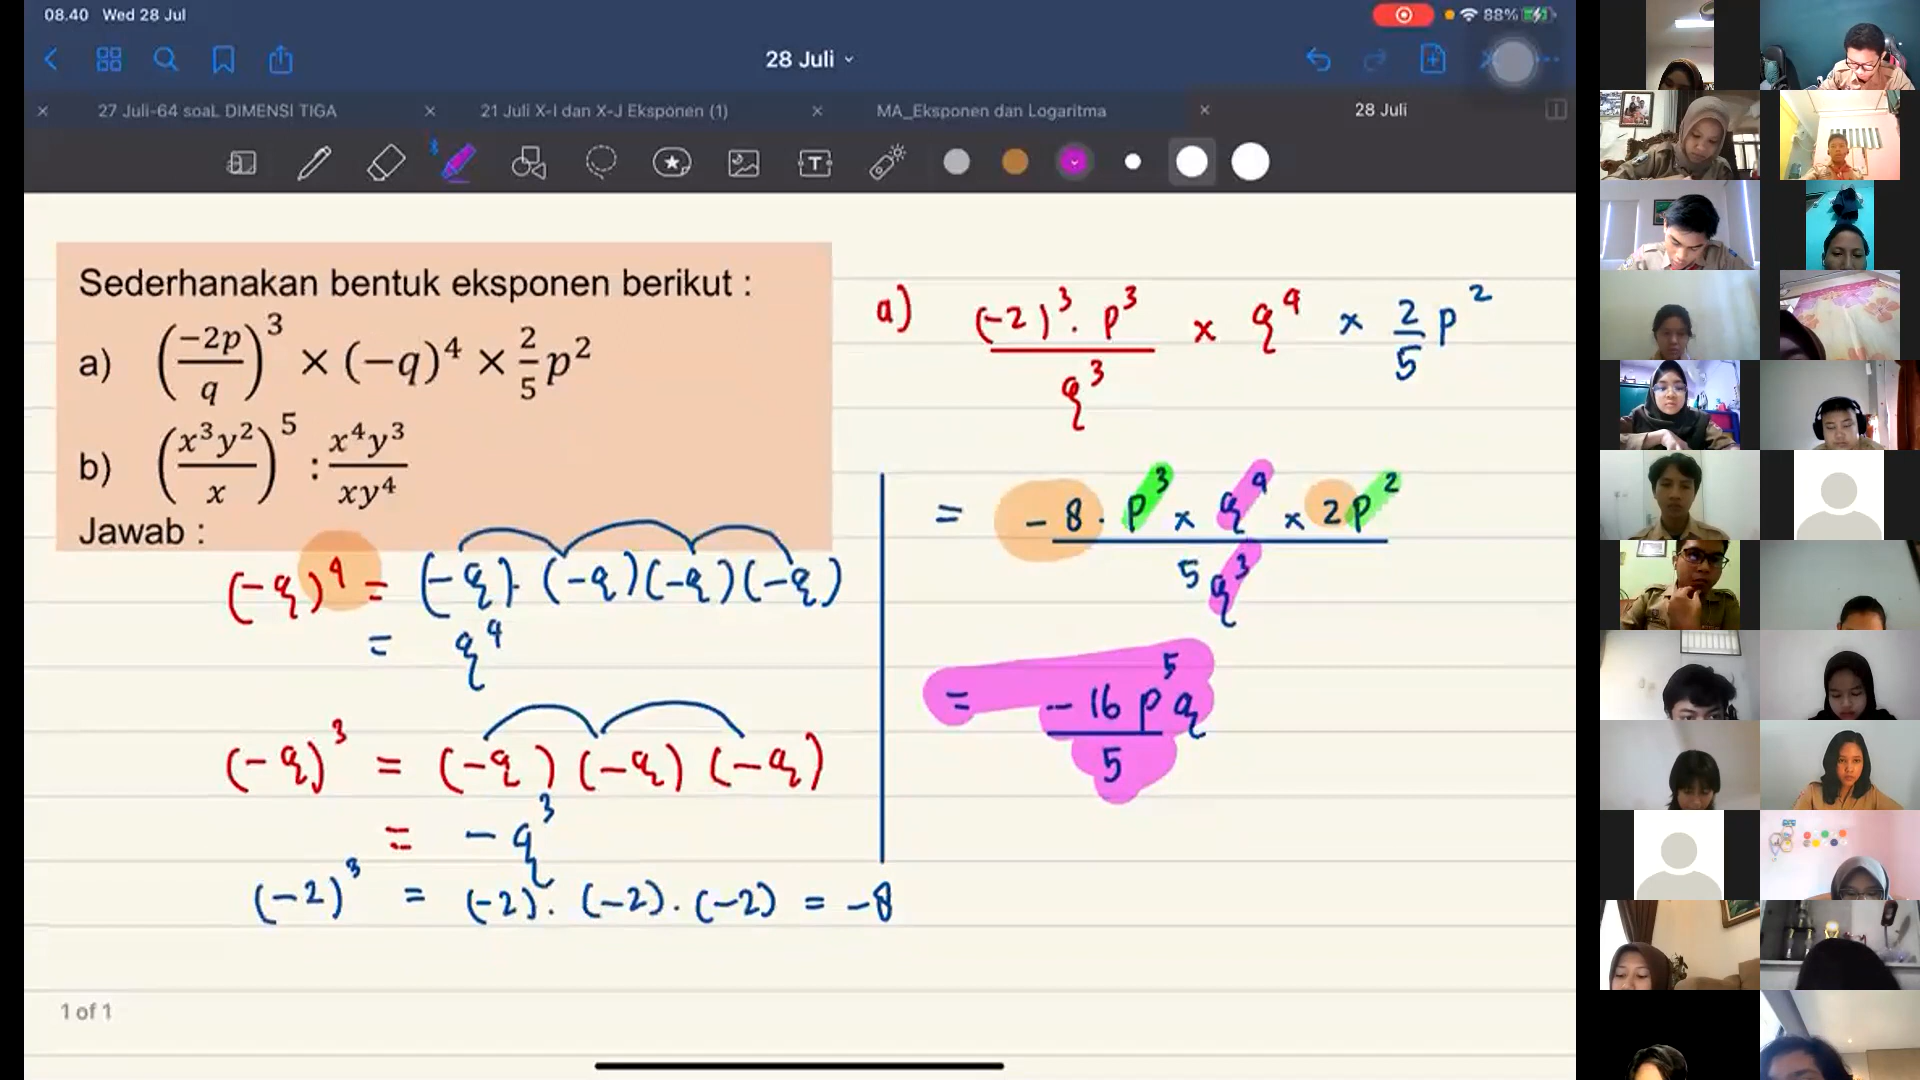 08.40 Wed 28 Jul
88%
28 Juli
27 Juli-64 soaL DIMENSI TIGA
21 Juli X-I dan X-J Eksponen (1)
MA_Eksponen dan Logaritma
28 Juli
Sederhanakan bentuk eksponen berikut :
a) (−2p/q)³ × (−q)⁴ × 2/5 p²
b) (x³y²/x)⁵ : x⁴y³/xy⁴
Jawab :
(-q)⁴ = (-q). (-q)(-q)(-q)
= q⁴
(-q)³ = (-q) (-q) (-q)
= -q³
(-2)³ = (-2). (-2). (-2) = -8
a) (-2)³. p³ / q³ × q⁴ × 2/5 p²
= -8. p³ × q⁴ × 2p² / 5q³
= -16 p⁵q / 5
1 of 1